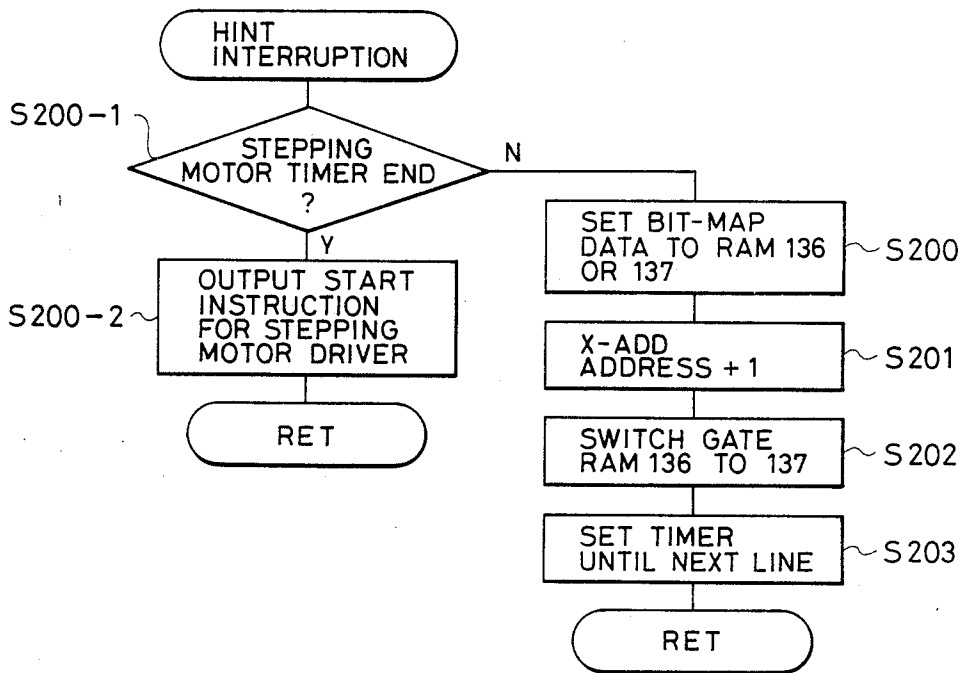 HINT
INTERRUPTION
S200-1
STEPPING
MOTOR TIMER END
?
N
Y
S200-2
OUTPUT START
INSTRUCTION
FOR STEPPING
MOTOR DRIVER
RET
SET BIT-MAP
DATA TO RAM 136
OR 137
S200
X-ADD
ADDRESS +1
S201
SWITCH GATE
RAM 136 TO 137
S202
SET TIMER
UNTIL NEXT LINE
S203
RET